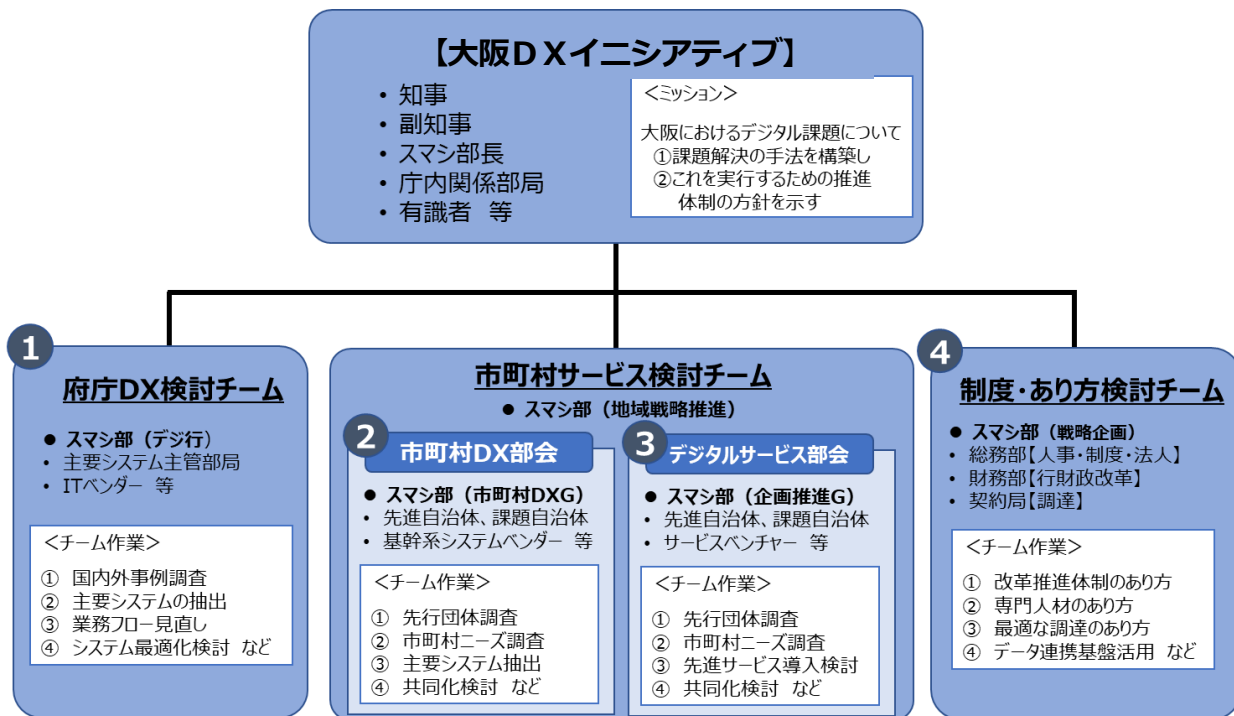 【大阪ＤＸイニシアティブ】
• 知事
• 副知事
• スマシ部長
• 庁内関係部局
• 有識者　等
＜ミッション＞
大阪におけるデジタル課題について
①課題解決の手法を構築し
②これを実行するための推進
体制の方針を示す
1
府庁DX検討チーム
● スマシ部（デジ行）
• 主要システム主管部局
• ITベンダー 等
＜チーム作業＞
① 国内外事例調査
② 主要システムの抽出
③ 業務フロー見直し
④ システム最適化検討 など
市町村サービス検討チーム
● スマシ部（地域戦略推進）
2
市町村DX部会
● スマシ部（市町村DXG）
• 先進自治体、課題自治体
• 基幹系システムベンダー 等
＜チーム作業＞
① 先行団体調査
② 市町村ニーズ調査
③ 主要システム抽出
④ 共同化検討 など
3
デジタルサービス部会
● スマシ部（企画推進G）
• 先進自治体、課題自治体
• サービスベンチャー 等
＜チーム作業＞
① 先行団体調査
② 市町村ニーズ調査
③ 先進サービス導入検討
④ 共同化検討 など
4
制度・あり方検討チーム
● スマシ部（戦略企画）
• 総務部【人事・制度・法人】
• 財務部【行財政改革】
• 契約局【調達】
＜チーム作業＞
① 改革推進体制のあり方
② 専門人材のあり方
③ 最適な調達のあり方
④ データ連携基盤活用 など